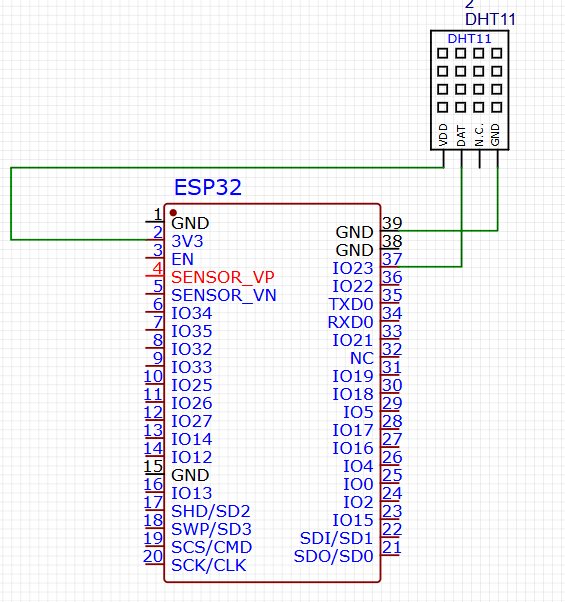 2
DHT11
DHT11
VDD
DAT
N.C.
GND
ESP32
1 GND
2 3V3
3 EN
4 SENSOR_VP
5 SENSOR_VN
6 IO34
7 IO35
8 IO32
9 IO33
10 IO25
11 IO26
12 IO27
13 IO14
14 IO12
15 GND
16 IO13
17 SHD/SD2
18 SWP/SD3
19 SCS/CMD
20 SCK/CLK
GND 39
GND 38
IO23 37
IO22 36
TXD0 35
RXD0 34
IO21 33
NC 32
IO19 31
IO18 30
IO5 29
IO17 28
IO16 27
IO4 26
IO0 25
IO2 24
IO15 23
SDI/SD1 22
SDO/SD0 21